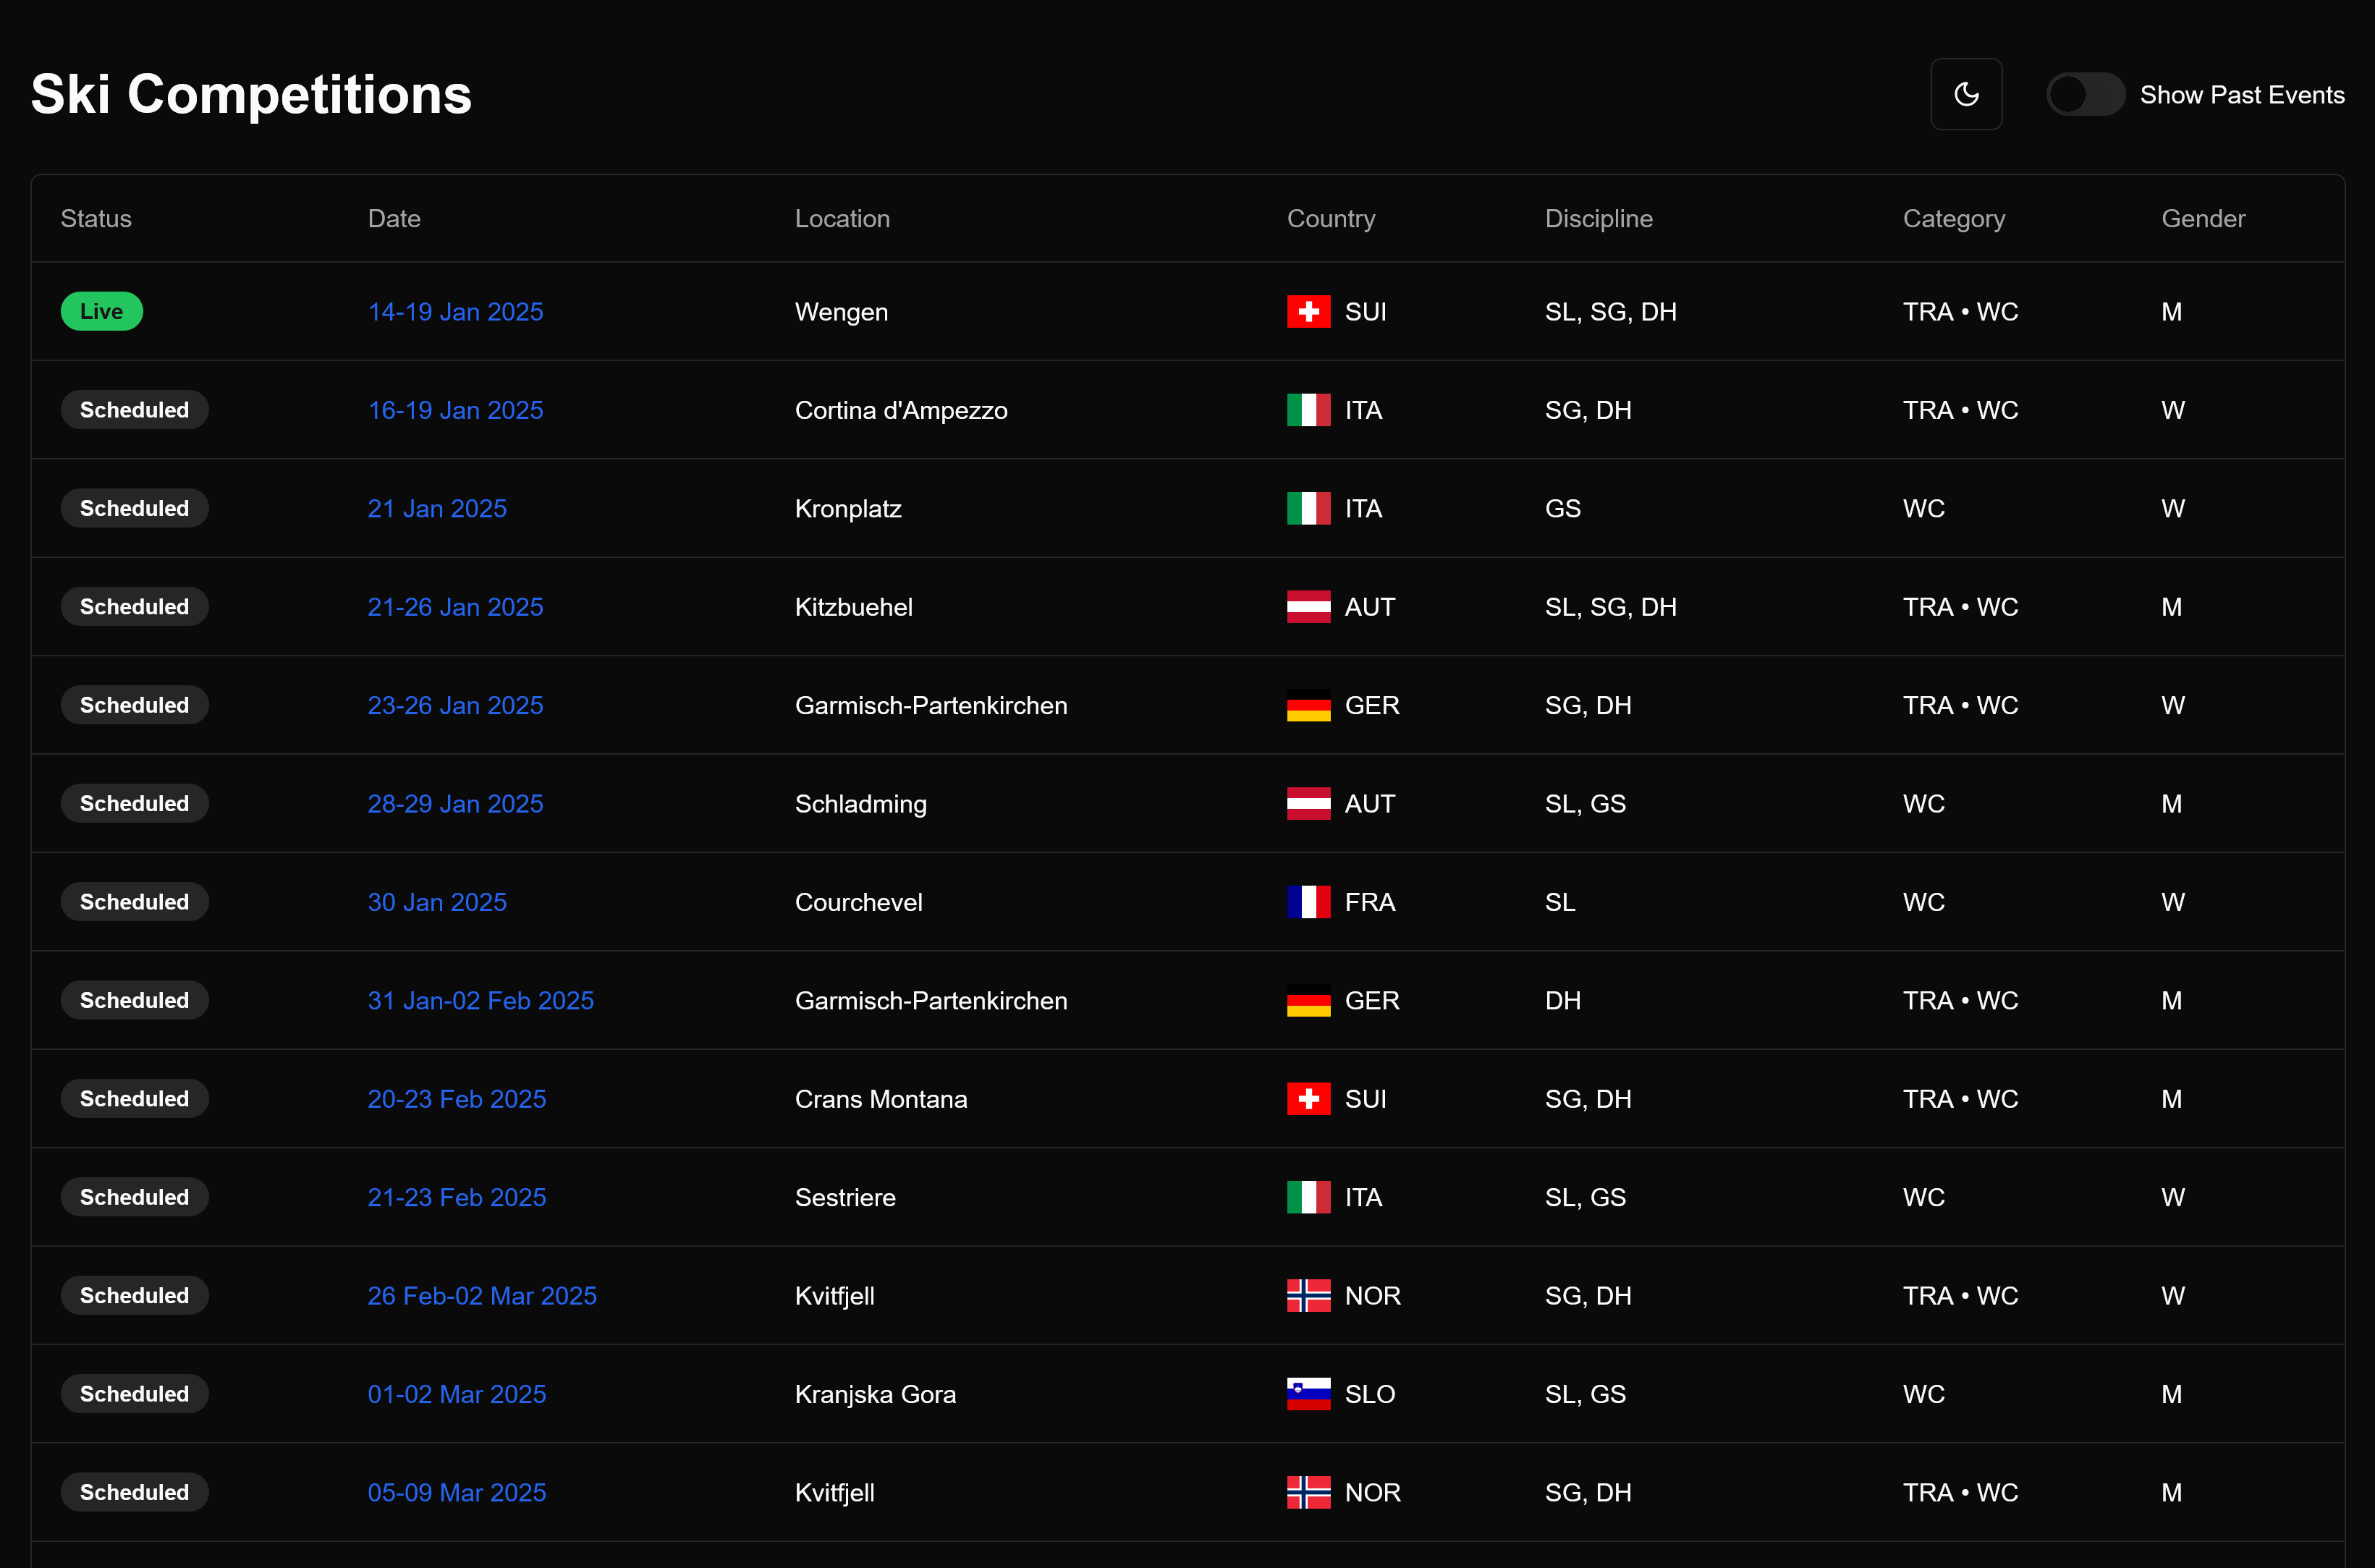 Ski Competitions
Show Past Events
Status Date Location Country Discipline Category Gender
Live 14-19 Jan 2025 Wengen SUI SL, SG, DH TRA • WC M
Scheduled 16-19 Jan 2025 Cortina d'Ampezzo ITA SG, DH TRA • WC W
Scheduled 21 Jan 2025 Kronplatz ITA GS WC W
Scheduled 21-26 Jan 2025 Kitzbuehel AUT SL, SG, DH TRA • WC M
Scheduled 23-26 Jan 2025 Garmisch-Partenkirchen GER SG, DH TRA • WC W
Scheduled 28-29 Jan 2025 Schladming AUT SL, GS WC M
Scheduled 30 Jan 2025 Courchevel FRA SL WC W
Scheduled 31 Jan-02 Feb 2025 Garmisch-Partenkirchen GER DH TRA • WC M
Scheduled 20-23 Feb 2025 Crans Montana SUI SG, DH TRA • WC M
Scheduled 21-23 Feb 2025 Sestriere ITA SL, GS WC W
Scheduled 26 Feb-02 Mar 2025 Kvitfjell NOR SG, DH TRA • WC W
Scheduled 01-02 Mar 2025 Kranjska Gora SLO SL, GS WC M
Scheduled 05-09 Mar 2025 Kvitfjell NOR SG, DH TRA • WC M